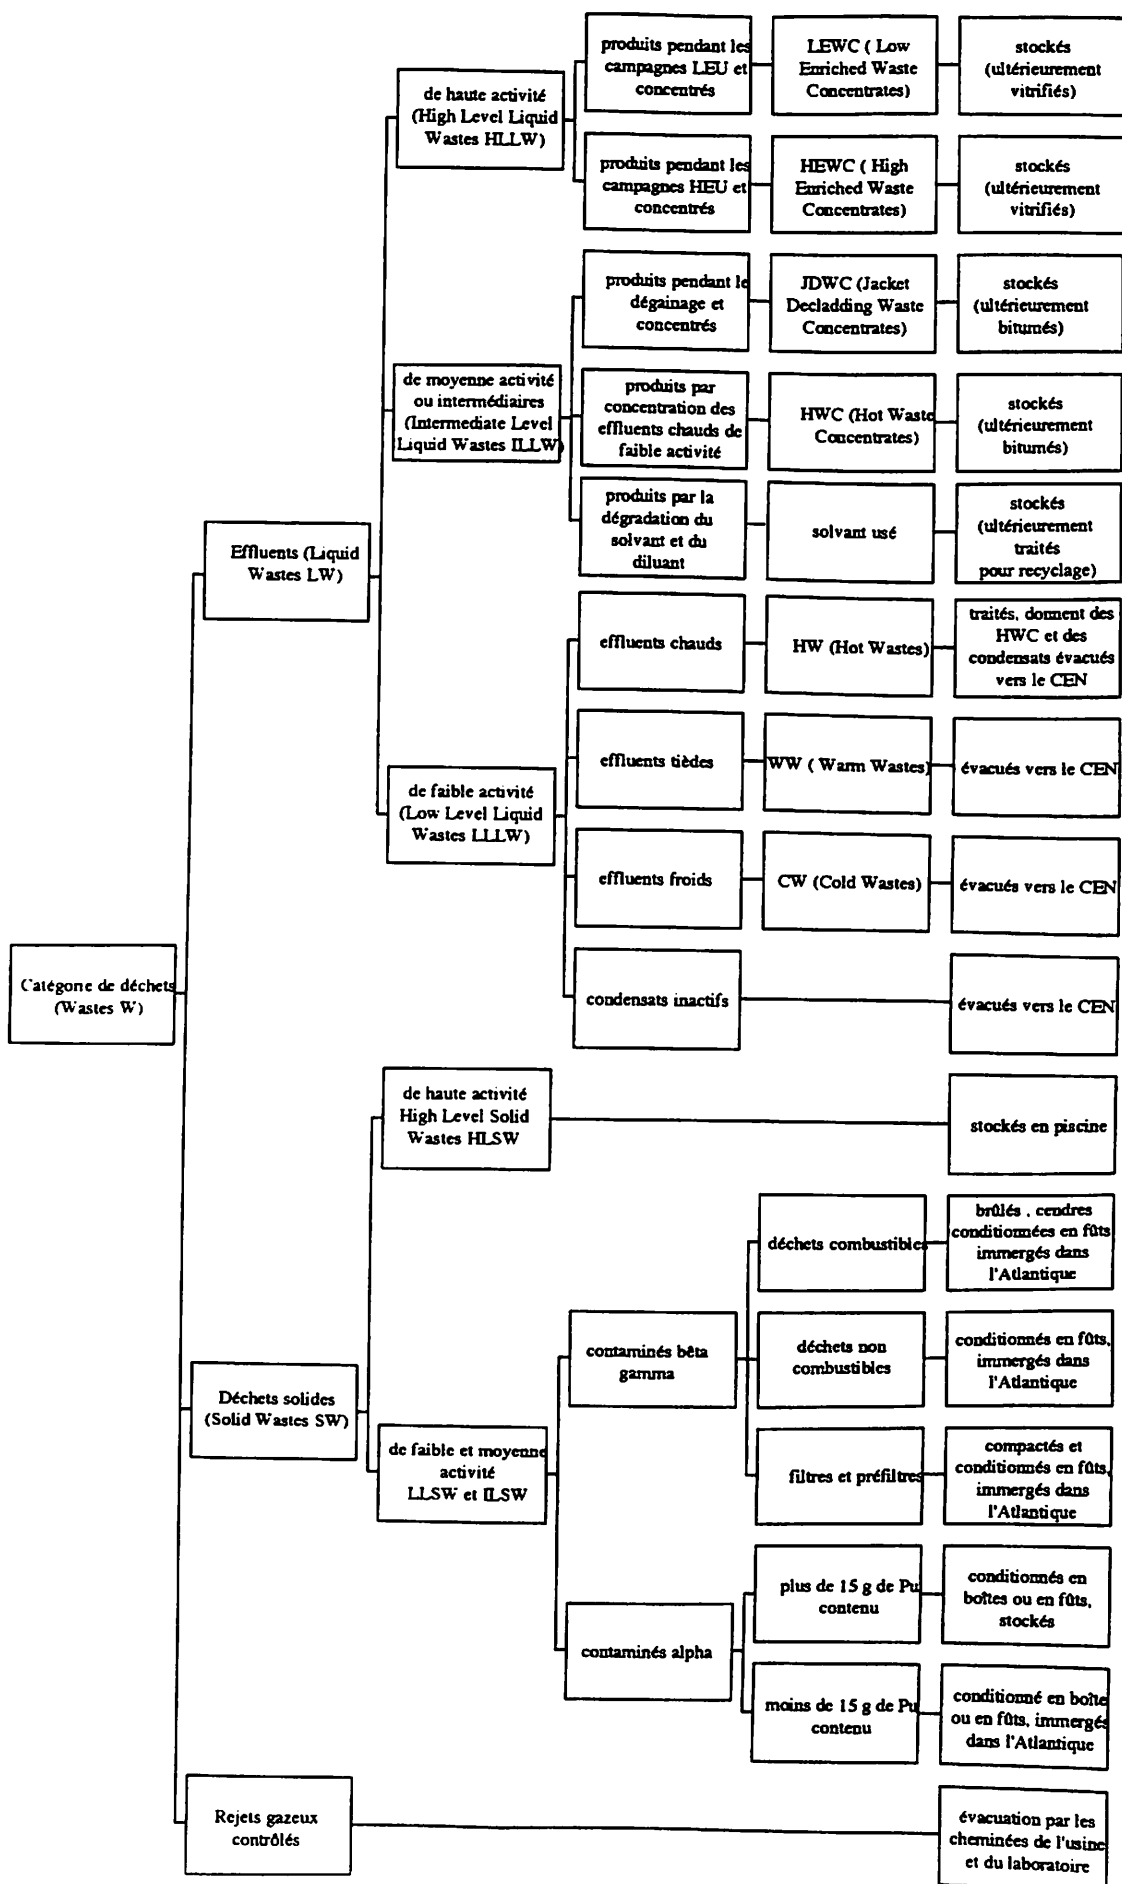 Catégorie de déchets
(Wastes W)
Effluents (Liquid
Wastes LW)
de haute activité
(High Level Liquid
Wastes HLLW)
produits pendant les
campagnes LEU et
concentrés
LEWC ( Low
Enriched Waste
Concentrates)
stockés
(ultérieurement
vitrifiés)
produits pendant les
campagnes HEU et
concentrés
HEWC ( High
Enriched Waste
Concentrates)
stockés
(ultérieurement
vitrifiés)
de moyenne activité
ou intermédiaires
(Intermediate Level
Liquid Wastes ILLW)
produits pendant le
dégainage et
concentrés
JDWC (Jacket
Decladding Waste
Concentrates)
stockés
(ultérieurement
bitumés)
produits par
concentration des
effluents chauds de
faible activité
HWC (Hot Waste
Concentrates)
stockés
(ultérieurement
bitumés)
produits par la
dégradation du
solvant et du
diluant
solvant usé
stockés
(ultérieurement
traités
pour recyclage)
de faible activité
(Low Level Liquid
Wastes LLLW)
effluents chauds
HW (Hot Wastes)
traités, donnent des
HWC et des
condensats évacués
vers le CEN
effluents tièdes
WW ( Warm Wastes)
évacués vers le CEN
effluents froids
CW (Cold Wastes)
évacués vers le CEN
condensats inactifs
évacués vers le CEN
Déchets solides
(Solid Wastes SW)
de haute activité
High Level Solid
Wastes HLSW
stockés en piscine
de faible et moyenne
activité
LLSW et ILSW
contaminés bêta
gamma
déchets combustibles
brûlés , cendres
conditionnées en fûts
immergés dans
l'Atlantique
déchets non
combustibles
conditionnés en fûts,
immergés dans
l'Atlantique
filtres et préfiltres
compactés et
conditionnés en fûts,
immergés dans
l'Atlantique
contaminés alpha
plus de 15 g de Pu
contenu
conditionnés en
boîtes ou en fûts,
stockés
moins de 15 g de Pu
contenu
conditionné en boîte
ou en fûts, immergés
dans l'Atlantique
Rejets gazeux
contrôlés
évacuation par les
cheminées de l'usine
et du laboratoire